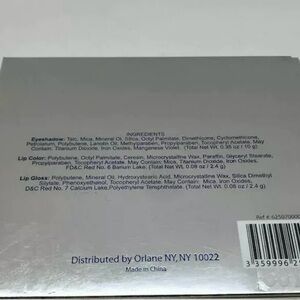 INGREDIENTS
Eyeshadow: Talc, Mica, Mineral Oil, Silica, Octyl Palmitate, Dimethicone, Cyclomethicone,
Petrolatum, Polybutene, Lanolin Oil, Methylparaben, Propylparaben, Tocopheryl Acetate, May
Contain: Titanium Dioxide, Iron Oxides, Manganese Violet. (Total Net Wt. 0.35 oz / 10 g)
Lip Color: Polybutene, Octyl Palmitate, Ceresin, Microcrystalline Wax, Paraffin, Glyceryl Stearate,
Propylparaben, Tocopheryl Acetate, May Contain: Mica, Titanium Dioxide, Iron Oxides,
FD&C Red No. 6 Barium Lake. (Total Net Wt. 0.08 oz / 2.4 g)
Lip Gloss: Polybutene, Mineral Oil, Hydroxystearic Acid, Microcrystalline Wax, Silica Dimethyl
Silylate, Phenoxyethenol, Tocopheryl Acetate, May Contain: Mica, Iron Oxides,
D&C Red No. 7 Calcium Lake, Polyethylene Terephthalate. (Total Net Wt. 0.08 oz / 2.4 g)
Ref #:
Distributed by Orlane NY, NY 10022
Made in China
3 359996